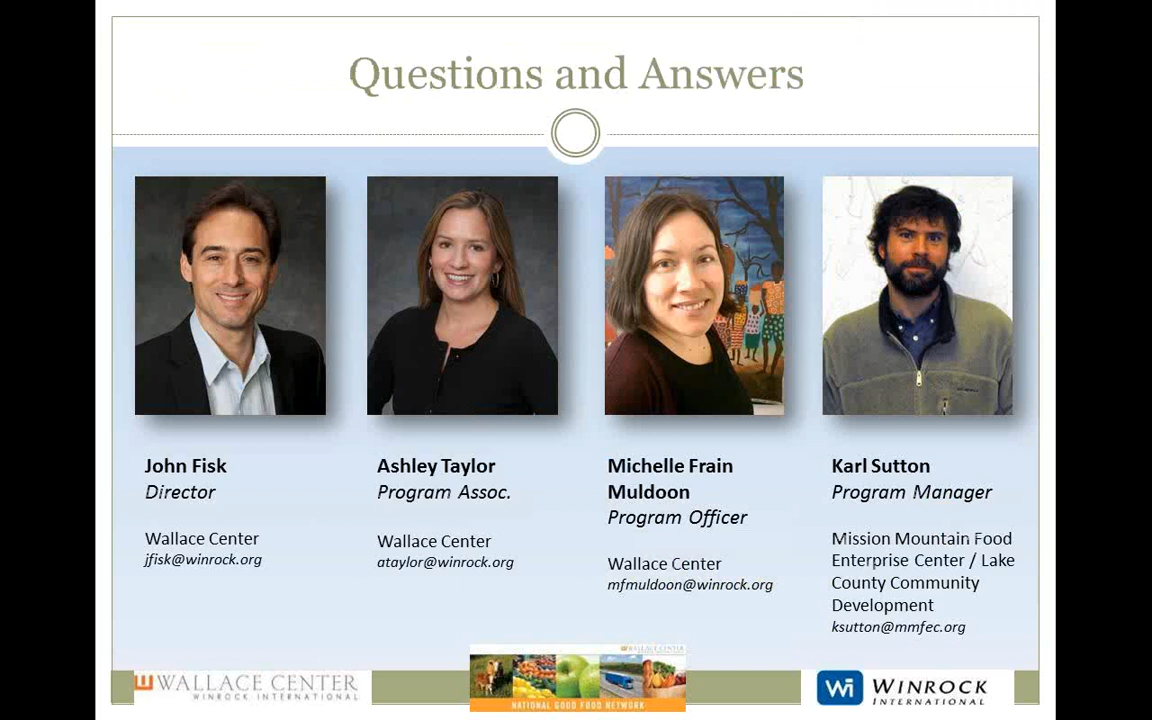 Questions and Answers
John Fisk
Director
Wallace Center
jfisk@winrock.org
Ashley Taylor
Program Assoc.
Wallace Center
ataylor@winrock.org
Michelle Frain
Muldoon
Program Officer
Wallace Center
mfmuldoon@winrock.org
Karl Sutton
Program Manager
Mission Mountain Food
Enterprise Center / Lake
County Community
Development
ksutton@mmfec.org
WALLACE CENTER
WINROCK INTERNATIONAL
WALLACE CENTER
NATIONAL GOOD FOOD NETWORK
Wi WINROCK
INTERNATIONAL